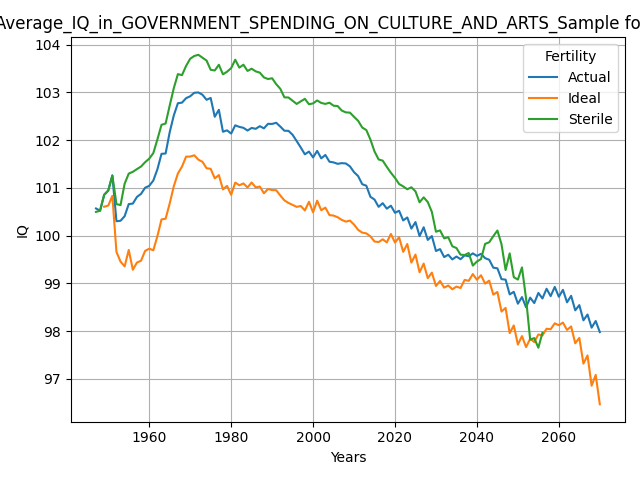 Average_IQ_in_GOVERNMENT_SPENDING_ON_CULTURE_AND_ARTS_Sample fo
104
103
102
101
100
99
98
97
IQ
Fertility
Actual
Ideal
Sterile
1960 1980 2000 2020 2040 2060
Years